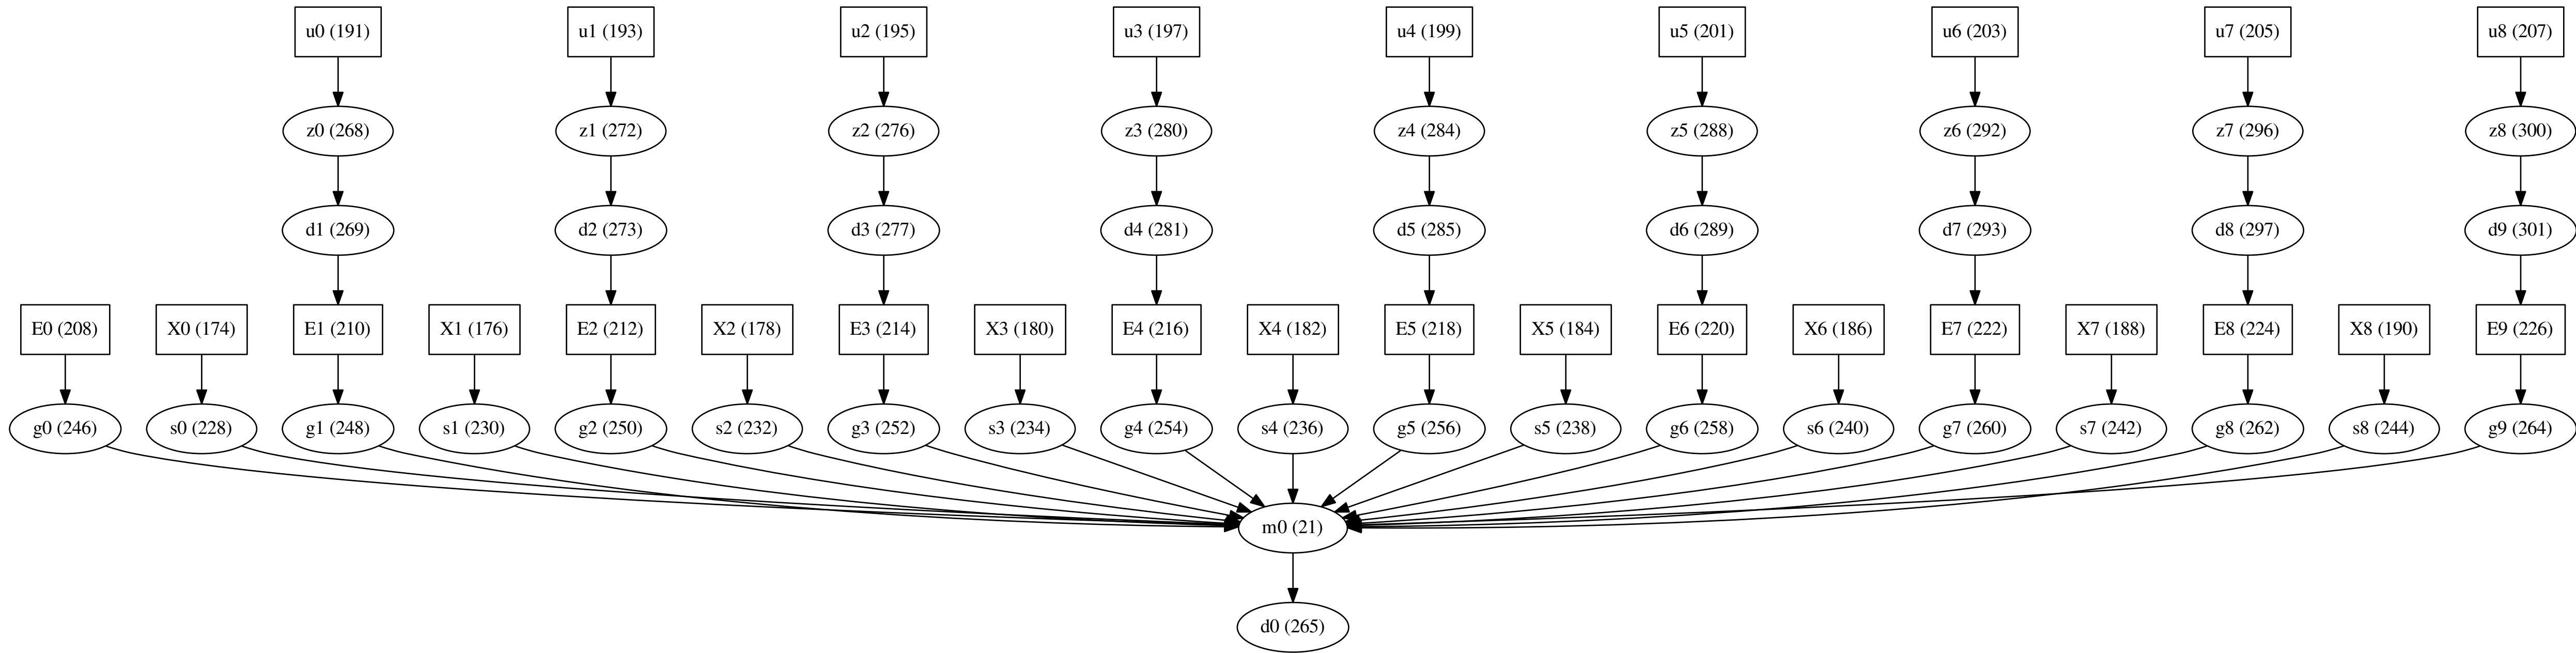 u0 (191) u1 (193) u2 (195) u3 (197) u4 (199) u5 (201) u6 (203) u7 (205) u8 (207)
z0 (268) z1 (272) z2 (276) z3 (280) z4 (284) z5 (288) z6 (292) z7 (296) z8 (300)
d1 (269) d2 (273) d3 (277) d4 (281) d5 (285) d6 (289) d7 (293) d8 (297) d9 (301)
E0 (208) X0 (174) E1 (210) X1 (176) E2 (212) X2 (178) E3 (214) X3 (180) E4 (216) X4 (182) E5 (218) X5 (184) E6 (220) X6 (186) E7 (222) X7 (188) E8 (224) X8 (190) E9 (226)
g0 (246) s0 (228) g1 (248) s1 (230) g2 (250) s2 (232) g3 (252) s3 (234) g4 (254) s4 (236) g5 (256) s5 (238) g6 (258) s6 (240) g7 (260) s7 (242) g8 (262) s8 (244) g9 (264)
m0 (21)
d0 (265)